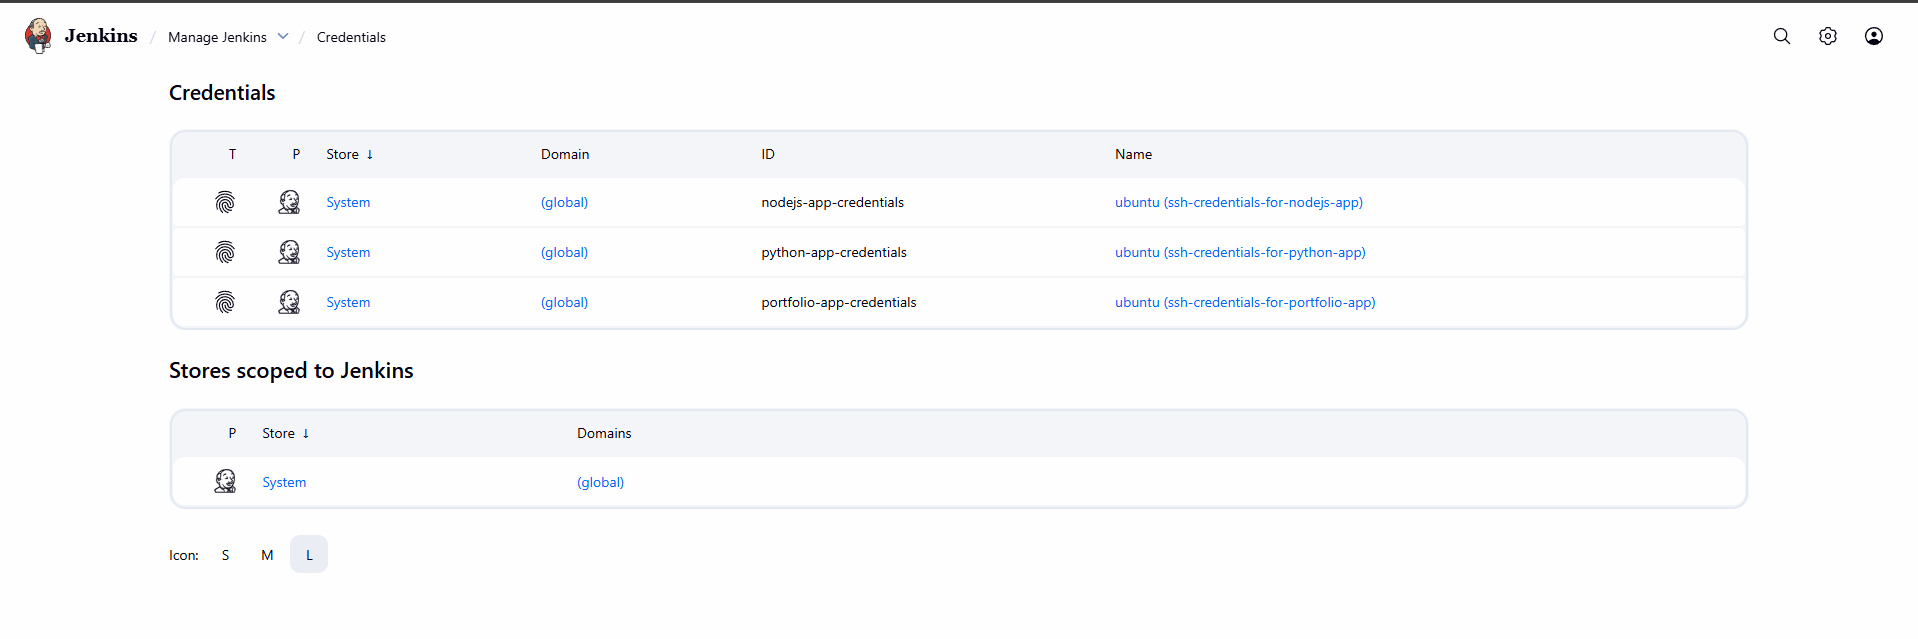 Jenkins / Manage Jenkins / Credentials
Credentials
T P Store ↓ Domain ID Name
System (global) nodejs-app-credentials ubuntu (ssh-credentials-for-nodejs-app)
System (global) python-app-credentials ubuntu (ssh-credentials-for-python-app)
System (global) portfolio-app-credentials ubuntu (ssh-credentials-for-portfolio-app)
Stores scoped to Jenkins
P Store ↓ Domains
System (global)
Icon: S M L